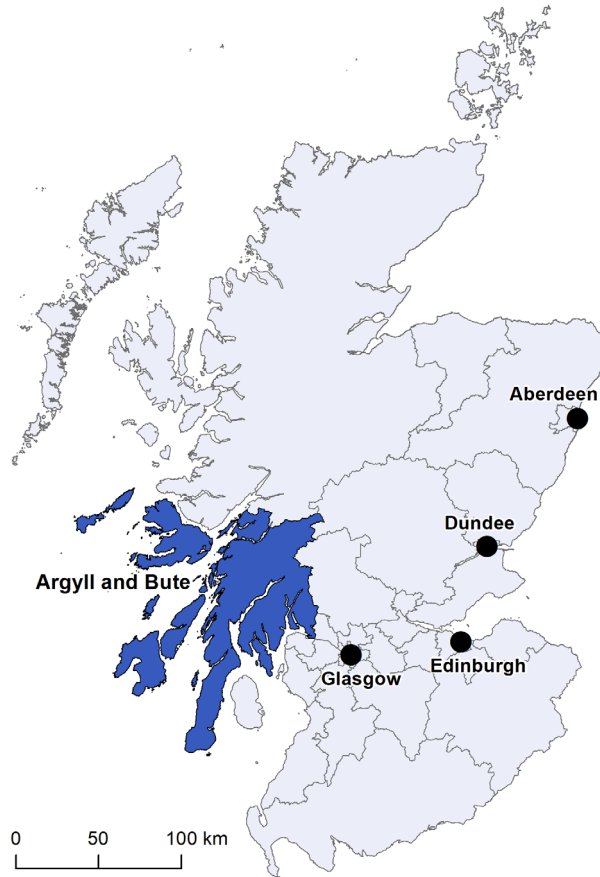 Aberdeen
Dundee
Argyll and Bute
Edinburgh
Glasgow
0 50 100 km